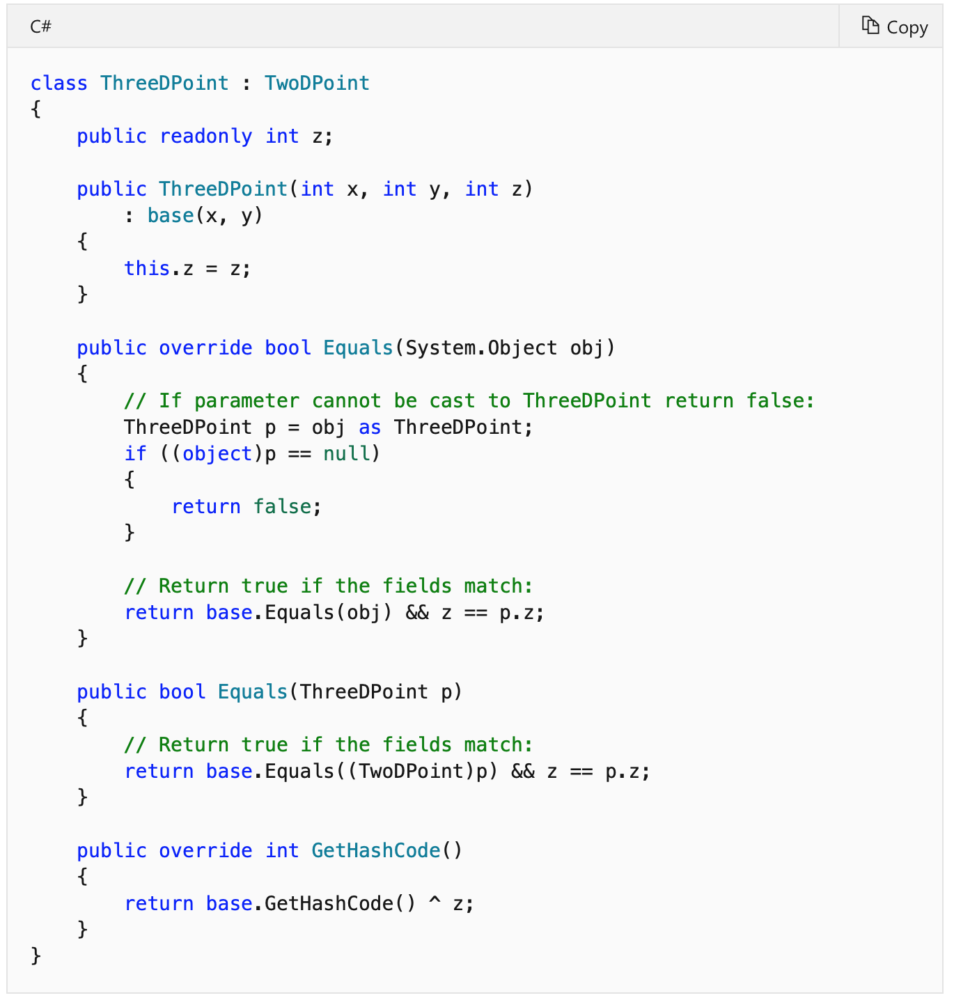 C#
Copy
class ThreeDPoint : TwoDPoint
{
    public readonly int z;

    public ThreeDPoint(int x, int y, int z)
        : base(x, y)
    {
        this.z = z;
    }

    public override bool Equals(System.Object obj)
    {
        // If parameter cannot be cast to ThreeDPoint return false:
        ThreeDPoint p = obj as ThreeDPoint;
        if ((object)p == null)
        {
            return false;
        }

        // Return true if the fields match:
        return base.Equals(obj) && z == p.z;
    }

    public bool Equals(ThreeDPoint p)
    {
        // Return true if the fields match:
        return base.Equals((TwoDPoint)p) && z == p.z;
    }

    public override int GetHashCode()
    {
        return base.GetHashCode() ^ z;
    }
}